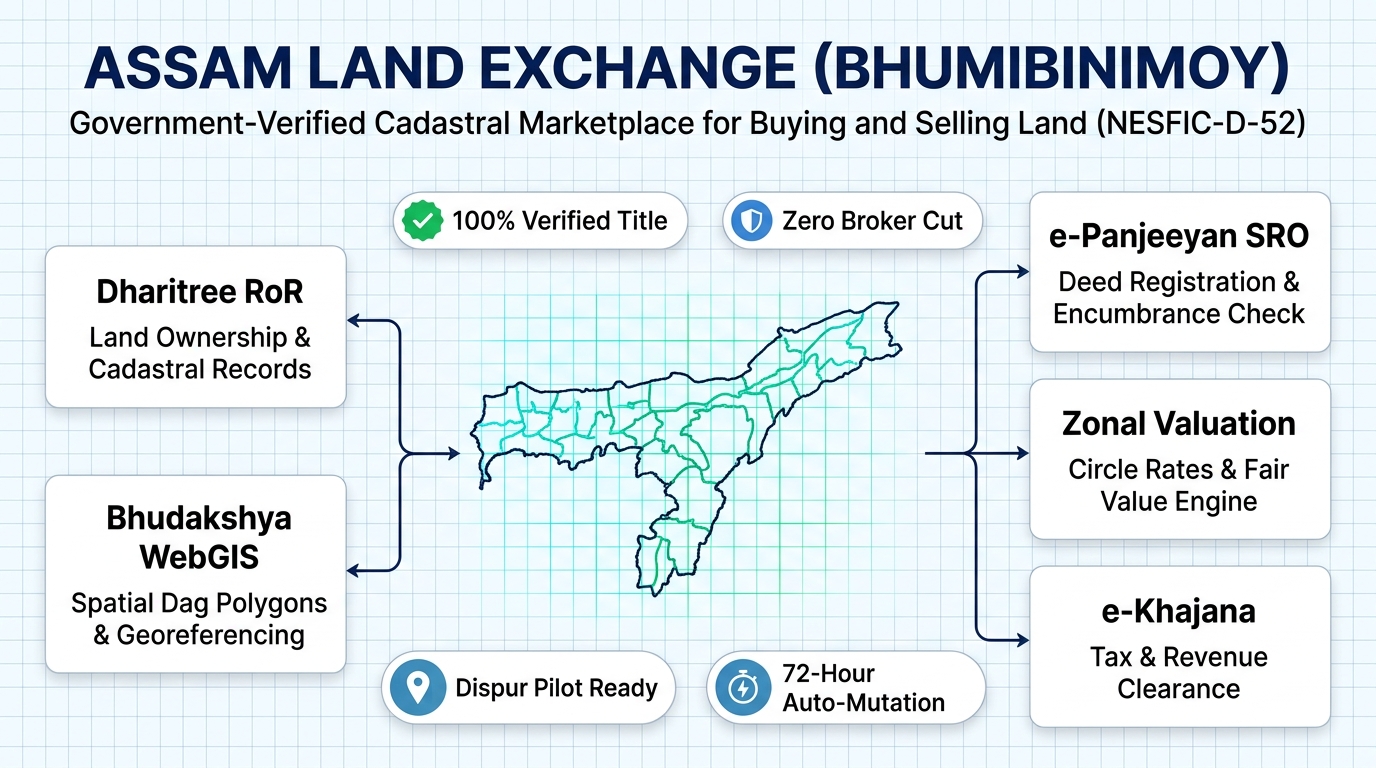 ASSAM LAND EXCHANGE (BHUMIBINIMOY)
Government-Verified Cadastral Marketplace for Buying and Selling Land (NESFIC-D-52)
100% Verified Title
Zero Broker Cut
Dharitree RoR
Land Ownership &
Cadastral Records
Bhudakshya
WebGIS
Spatial Dag Polygons
& Georeferencing
e-Panjeeyan SRO
Deed Registration &
Encumbrance Check
Zonal Valuation
Circle Rates & Fair
Value Engine
e-Khajana
Tax & Revenue
Clearance
Dispur Pilot Ready
72-Hour
Auto-Mutation